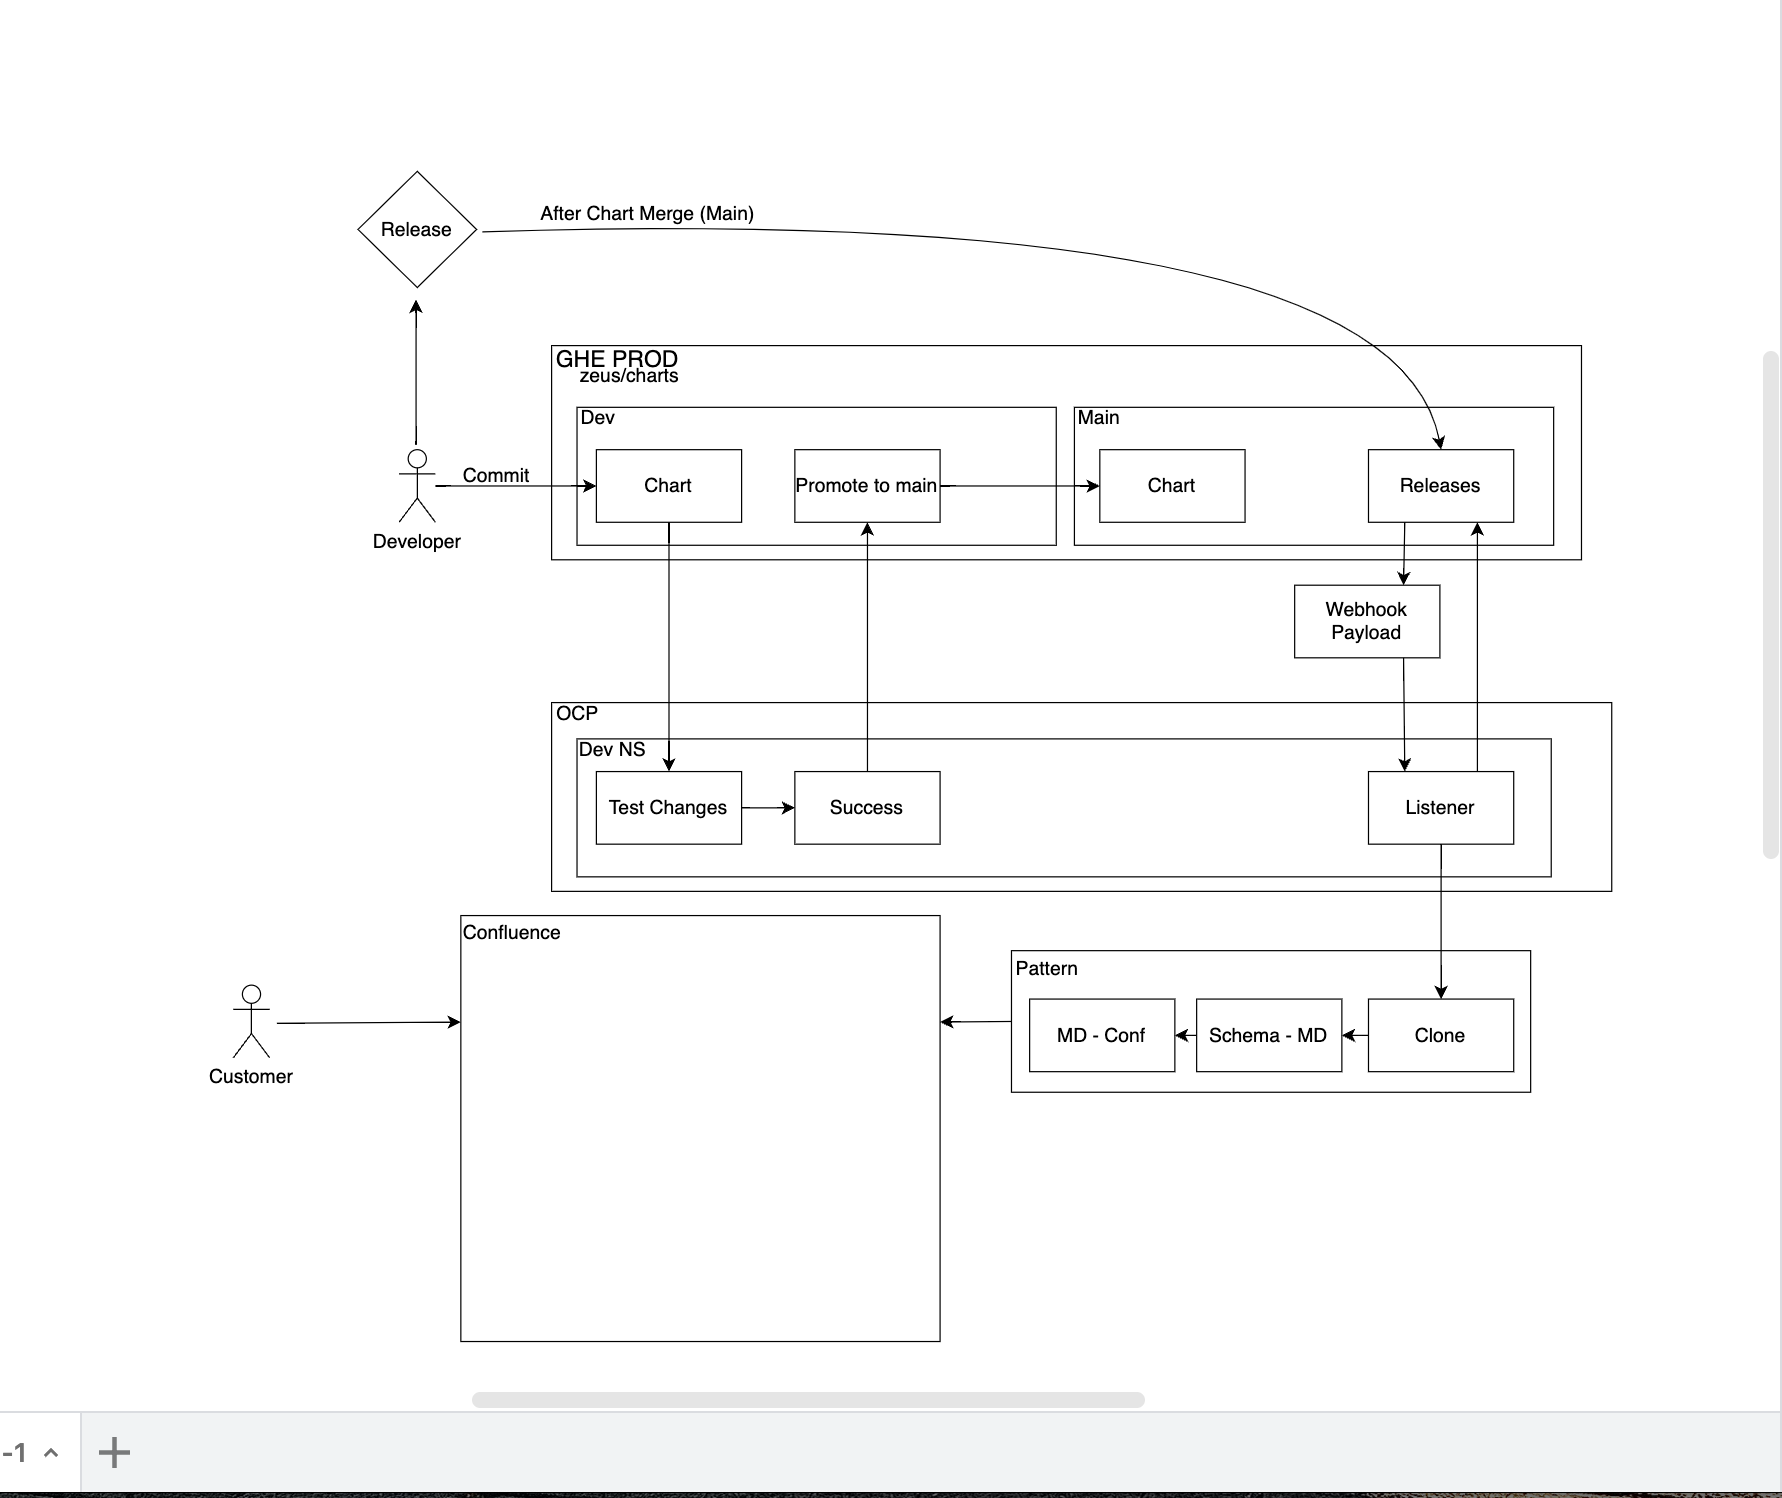 Release
After Chart Merge (Main)
GHE PROD
zeus/charts
Dev
Main
Commit
Chart
Promote to main
Chart
Releases
Developer
Webhook
Payload
OCP
Dev NS
Test Changes
Success
Listener
Confluence
Pattern
MD - Conf
Schema - MD
Clone
Customer
-1